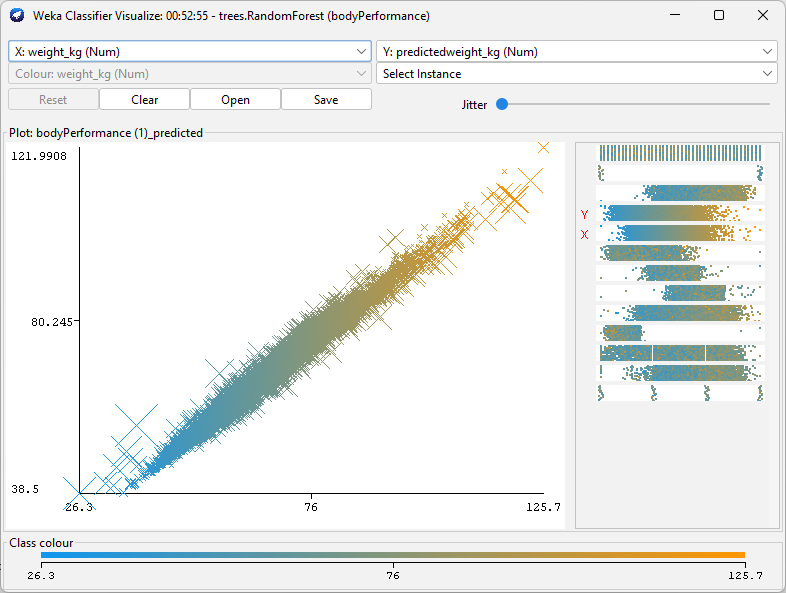 Weka Classifier Visualize: 00:52:55 - trees.RandomForest (bodyPerformance)
X: weight_kg (Num)
Y: predictedweight_kg (Num)
Colour: weight_kg (Num)
Select Instance
Reset
Clear
Open
Save
Jitter
Plot: bodyPerformance (1)_predicted
121.9908
80.245
38.5
26.3
76
125.7
Y
X
Class colour
26.3
76
125.7